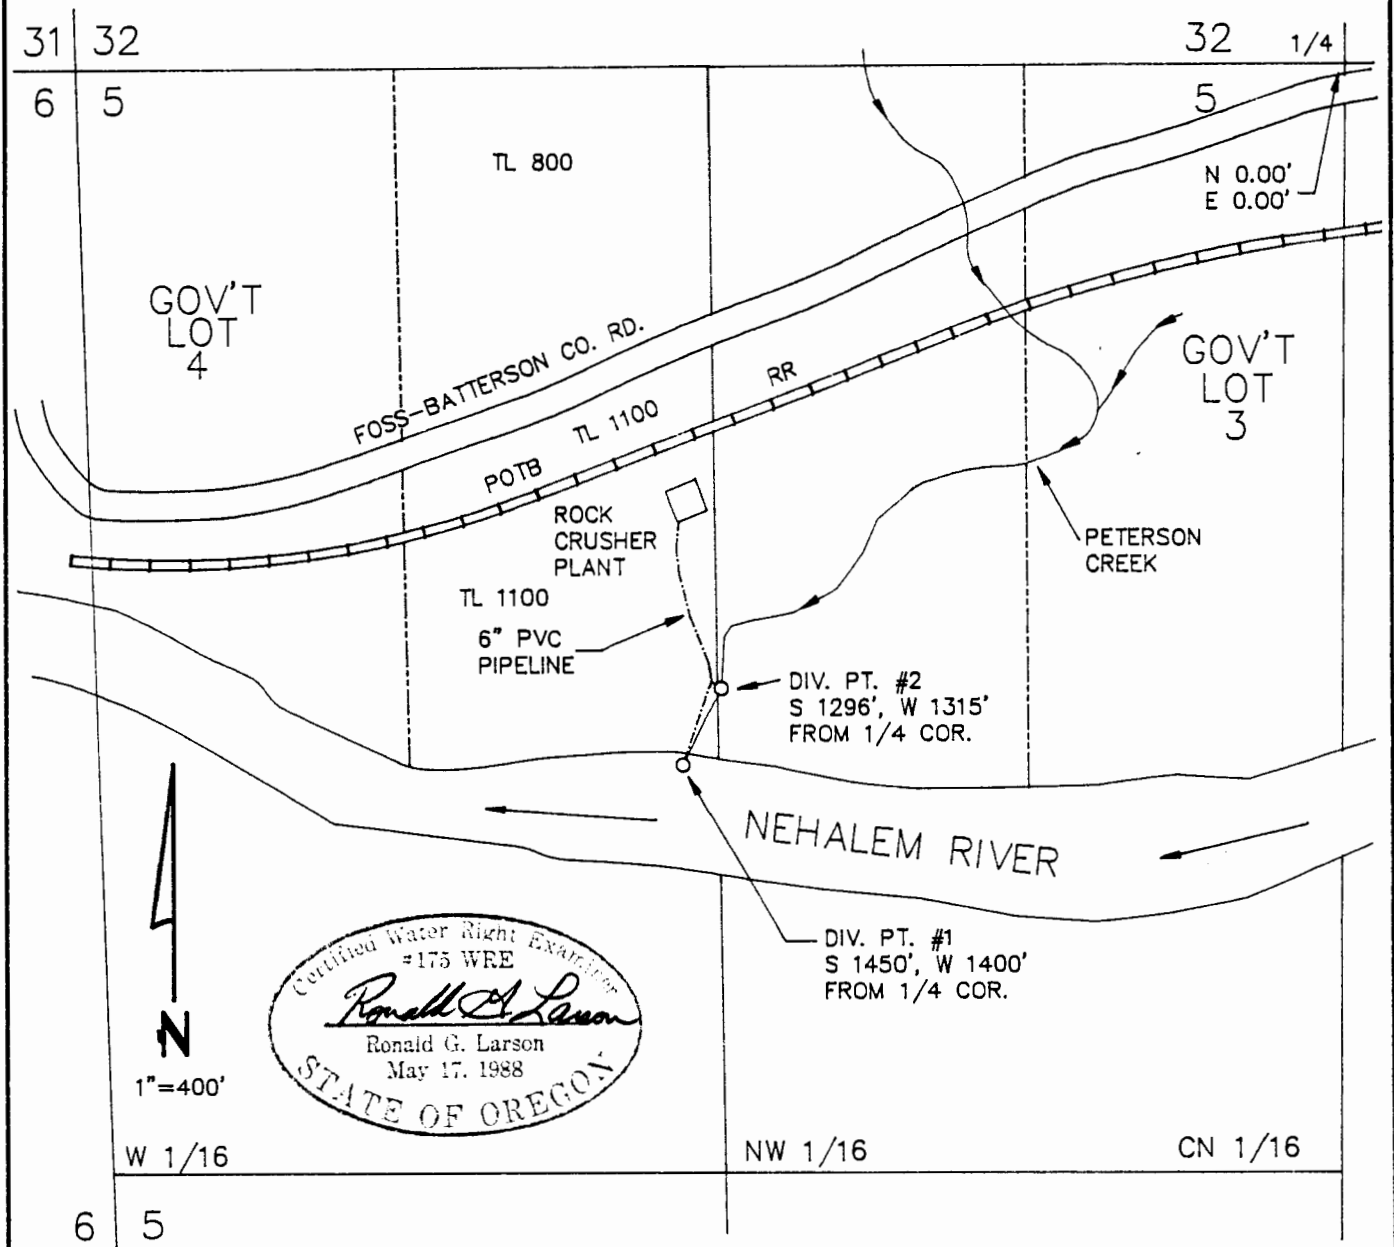 31 32
32 1/4
6 5
5
TL 800
N 0.00'
E 0.00'
GOV'T
LOT
4
GOV'T
LOT
3
FOSS-BATTERSON CO. RD.
RR
TL 1100
POTB
ROCK
CRUSHER
PLANT
PETERSON
CREEK
TL 1100
6" PVC
PIPELINE
DIV. PT. #2
S 1296', W 1315'
FROM 1/4 COR.
NEHALEM RIVER
DIV. PT. #1
S 1450', W 1400'
FROM 1/4 COR.
N
1"=400'
Certified Water Right Examiner
#175 WRE
Ronald G. Larson
Ronald G. Larson
May 17, 1988
STATE OF OREGON
W 1/16
NW 1/16
CN 1/16
6 5